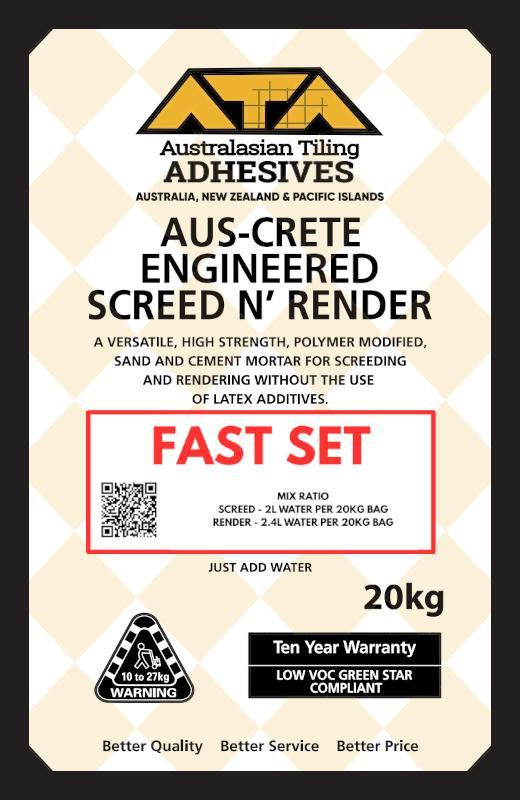 ATA
Australasian Tiling
ADHESIVES
AUSTRALIA, NEW ZEALAND & PACIFIC ISLANDS
AUS-CRETE
ENGINEERED
SCREED N' RENDER
A VERSATILE, HIGH STRENGTH, POLYMER MODIFIED,
SAND AND CEMENT MORTAR FOR SCREEDING
AND RENDERING WITHOUT THE USE
OF LATEX ADDITIVES.
FAST SET
MIX RATIO
SCREED - 2L WATER PER 20KG BAG
RENDER - 2.4L WATER PER 20KG BAG
JUST ADD WATER
20kg
10 to 27kg
WARNING
Ten Year Warranty
LOW VOC GREEN STAR
COMPLIANT
Better Quality Better Service Better Price